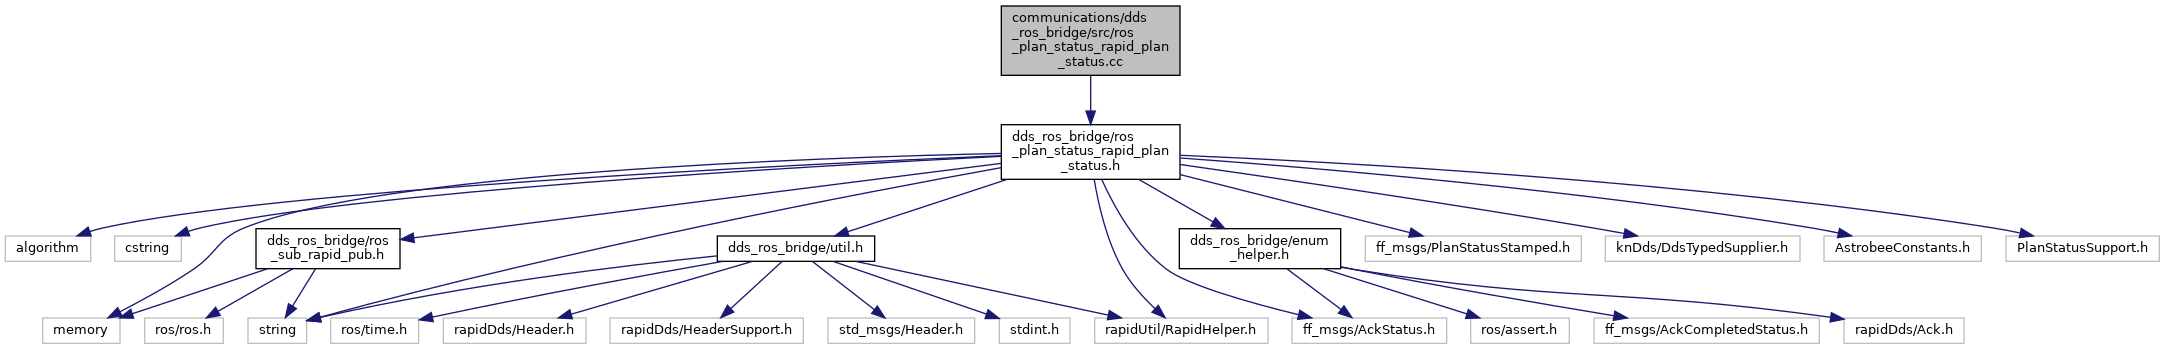 communications/dds
_ros_bridge/src/ros
_plan_status_rapid_plan
_status.cc
dds_ros_bridge/ros
_plan_status_rapid_plan
_status.h
algorithm
cstring
dds_ros_bridge/ros
_sub_rapid_pub.h
dds_ros_bridge/util.h
dds_ros_bridge/enum
_helper.h
ff_msgs/PlanStatusStamped.h
knDds/DdsTypedSupplier.h
AstrobeeConstants.h
PlanStatusSupport.h
memory
ros/ros.h
string
ros/time.h
rapidDds/Header.h
rapidDds/HeaderSupport.h
std_msgs/Header.h
stdint.h
rapidUtil/RapidHelper.h
ff_msgs/AckStatus.h
ros/assert.h
ff_msgs/AckCompletedStatus.h
rapidDds/Ack.h